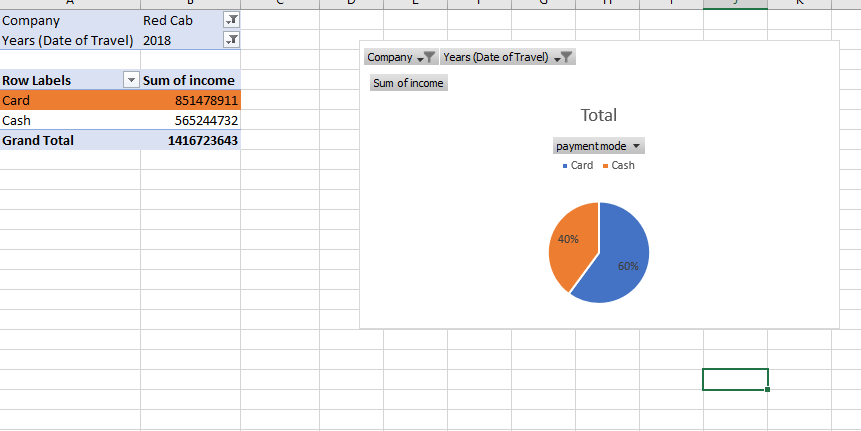 Company Red Cab
Years (Date of Travel) 2018
Row Labels Sum of income
Card 851478911
Cash 565244732
Grand Total 1416723643
Company Years (Date of Travel)
Sum of income
Total
payment mode
Card Cash
40%
60%